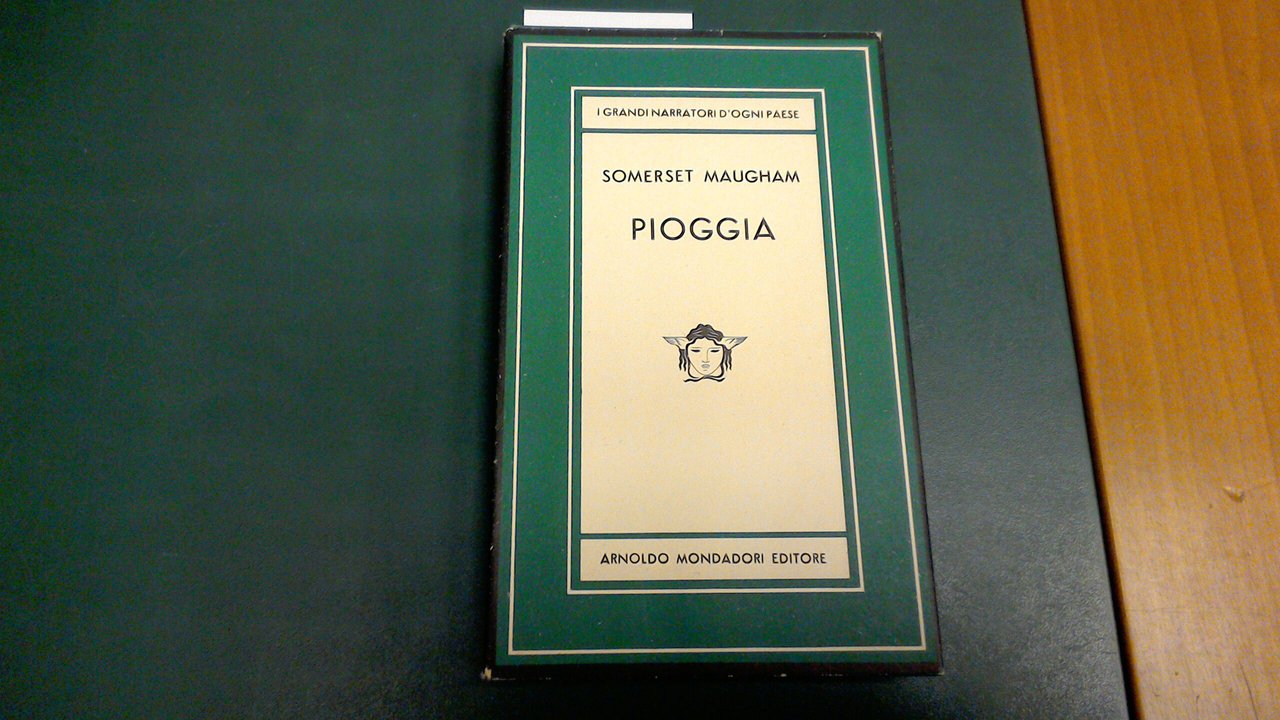 I GRANDI NARRATORI D'OGNI PAESE
SOMERSET MAUGHAM
PIOGGIA
ARNOLDO MONDADORI EDITORE